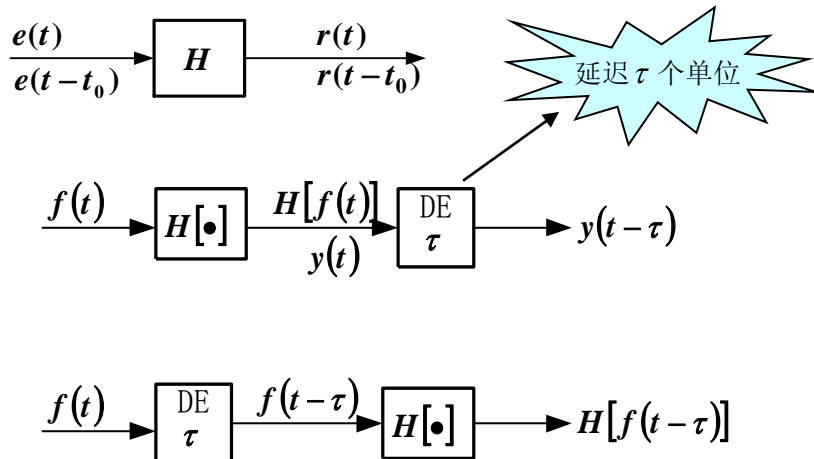 e(t)
e(t − t₀)
H
r(t)
r(t − t₀)
延迟 τ 个单位
f(t)
H[•]
H[f(t)]
y(t)
DE
τ
y(t − τ)
f(t)
DE
τ
f(t − τ)
H[•]
H[f(t − τ)]